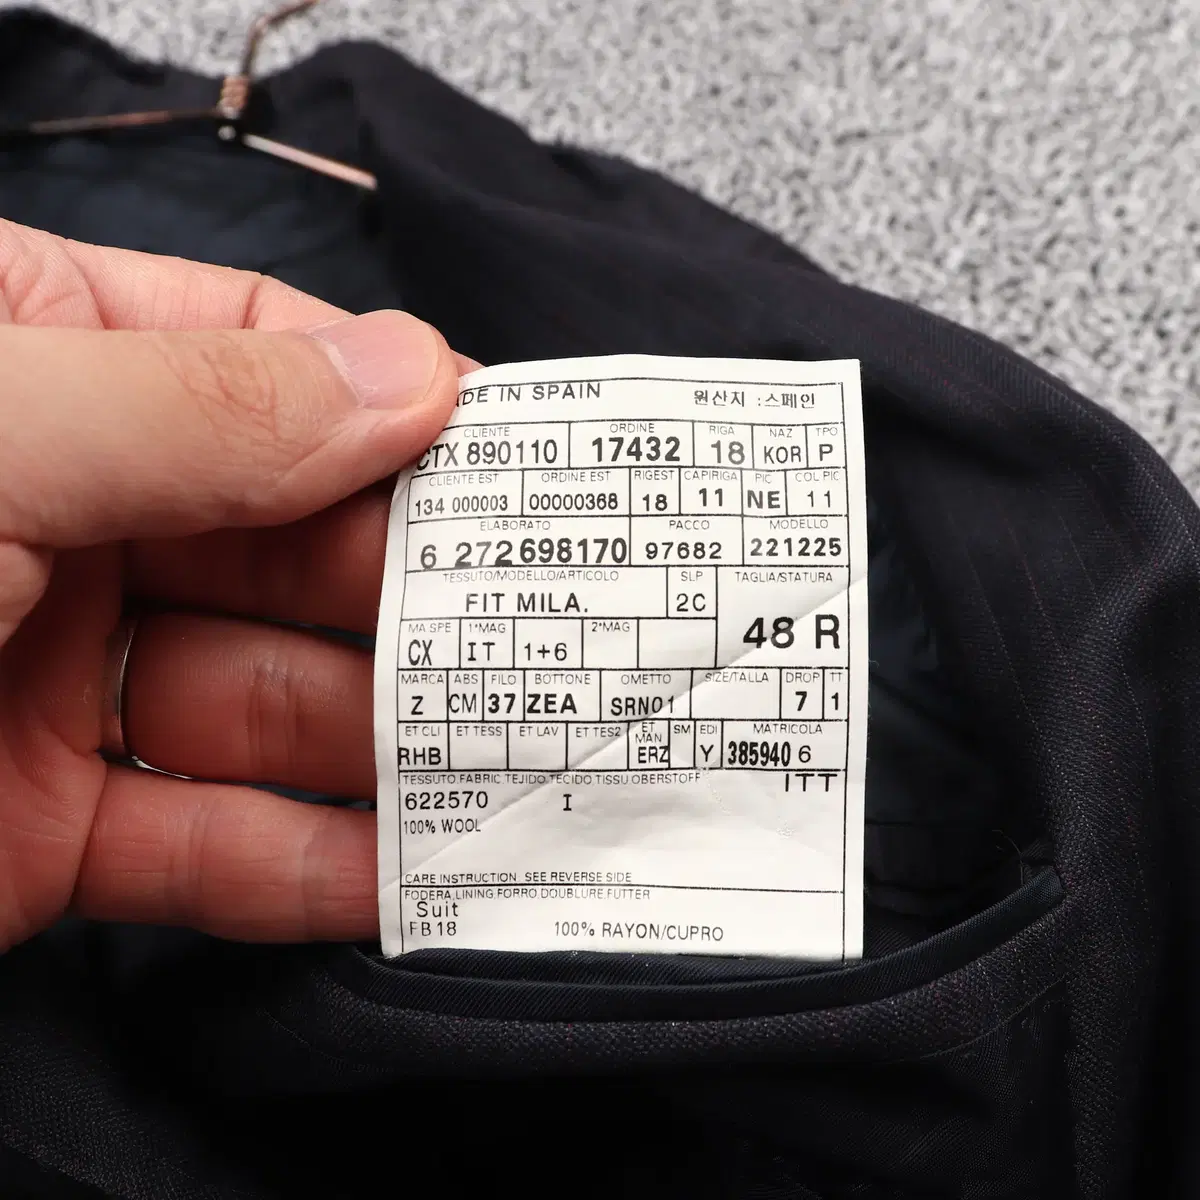 DE IN SPAIN 원산지 :스페인
CLIENTE ORDINE RIGA NAZ TPO
CTX 890110 17432 18 KOR P
CLIENTE EST ORDINE EST RIGEST CAPIRIGA PIC COL PIC
134 000003 00000368 18 11 NE 11
ELABORATO PACCO MODELLO
6 272698170 97682 221225
TESSUTO/MODELLO/ARTICOLO SLP TAGLIA/STATURA
FIT MILA. 2C 48 R
MA SPE 1°MAG 2°MAG
CX IT 1+6
MARCA ABS FILO BOTTONE OMETTO SIZE/TALLA DROP TT
Z CM 37 ZEA SRN01 7 1
ET CLI ET TESS ET LAV ET TES2 ET MAN SM EDI MATRICOLA
RHB ERZ Y 385940 6
TESSUTO FABRIC TEJIDO TECIDO TISSU OBERSTOFF ITT
622570 I
100% WOOL
CARE INSTRUCTION SEE REVERSE SIDE
FODERA LINING FORRO DOUBLURE FUTTER
Suit
FB18 100% RAYON/CUPRO